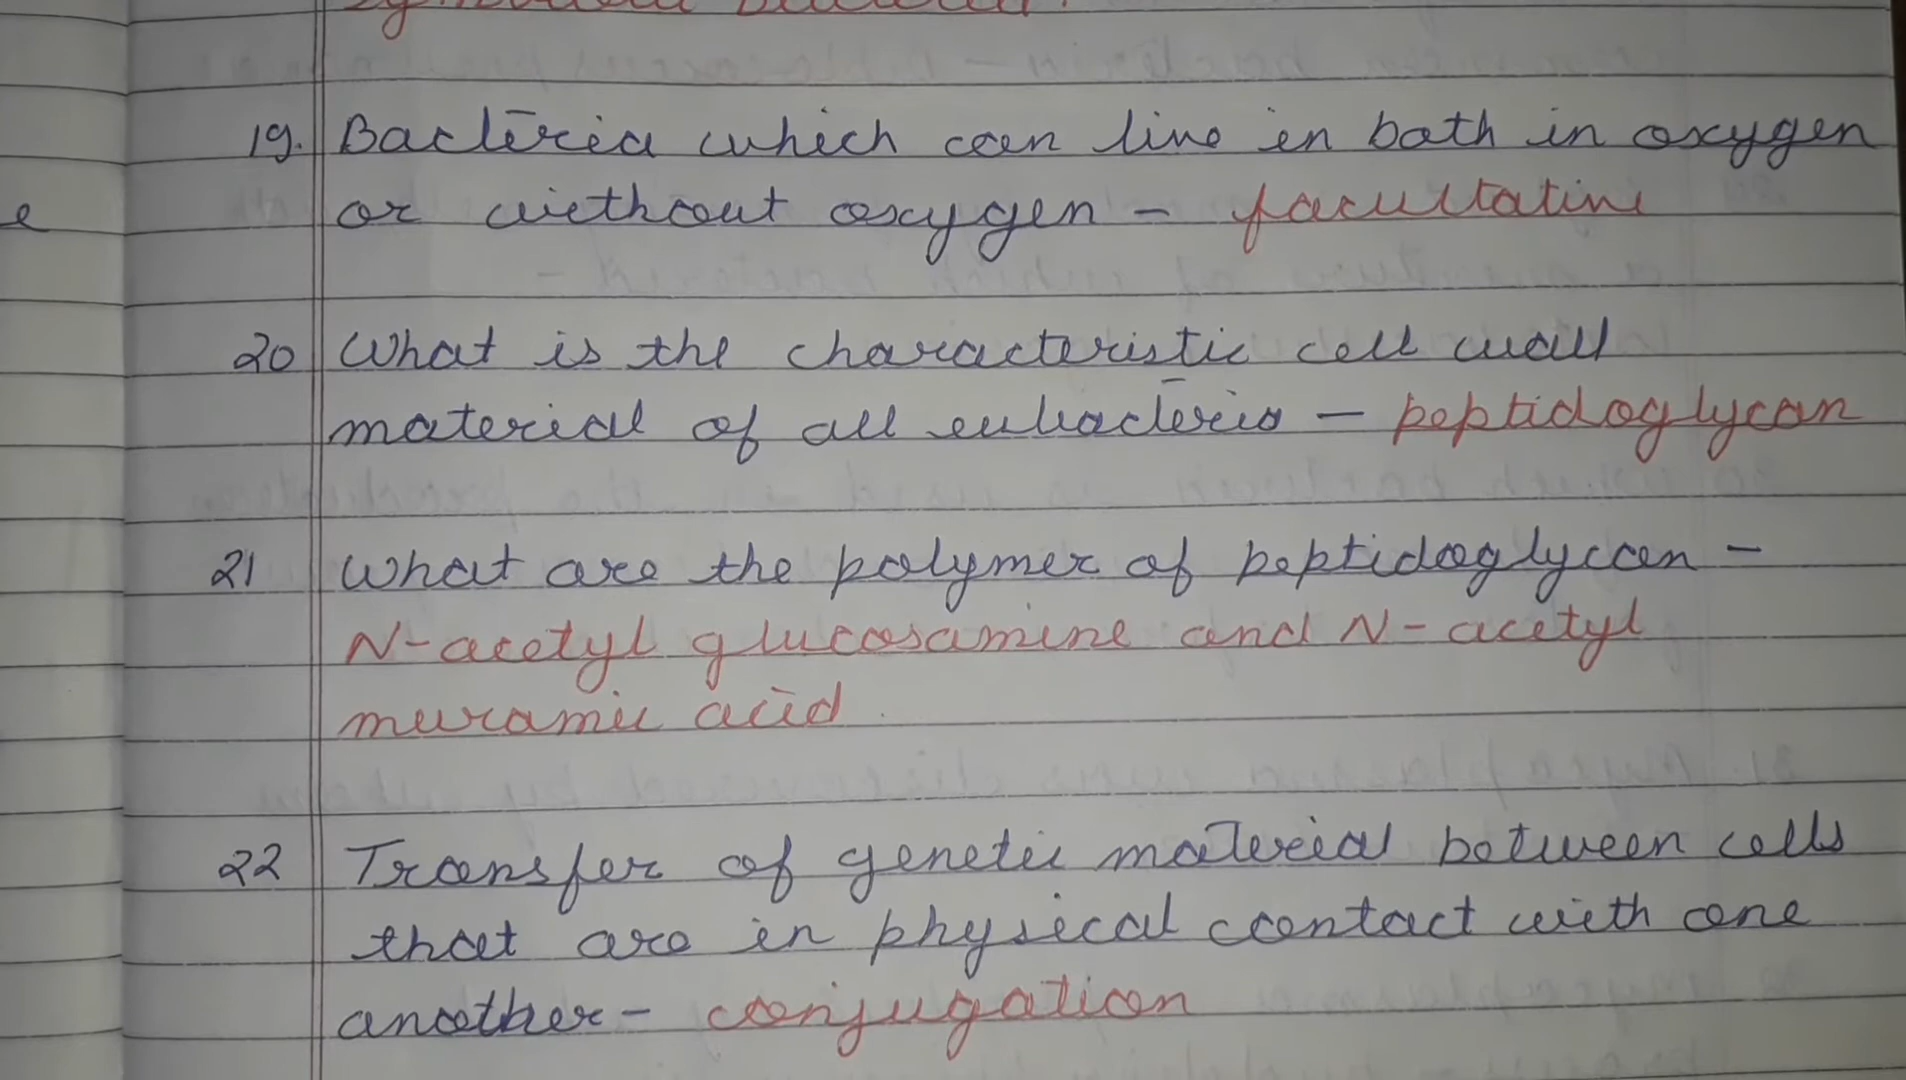 19. Bacteria which can live in both in oxygen
or without oxygen - facultative
e
20 What is the characteristic cell wall
material of all eubacteria - peptidoglycan
21 What are the polymer of peptidoglycan -
N-acetyl glucosamine and N-acetyl
muramic acid.
22 Transfer of genetic material between cells
that are in physical contact with one
another - conjugation